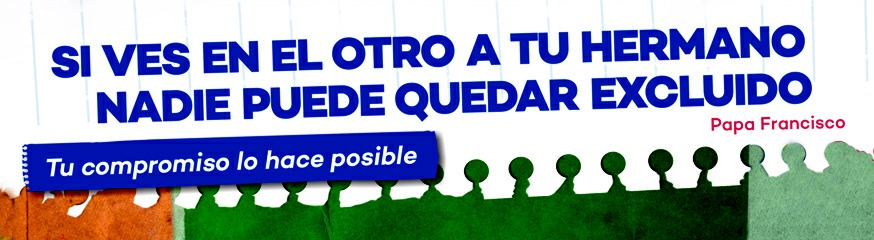 SI VES EN EL OTRO A TU HERMANO
NADIE PUEDE QUEDAR EXCLUIDO
Papa Francisco
Tu compromiso lo hace posible